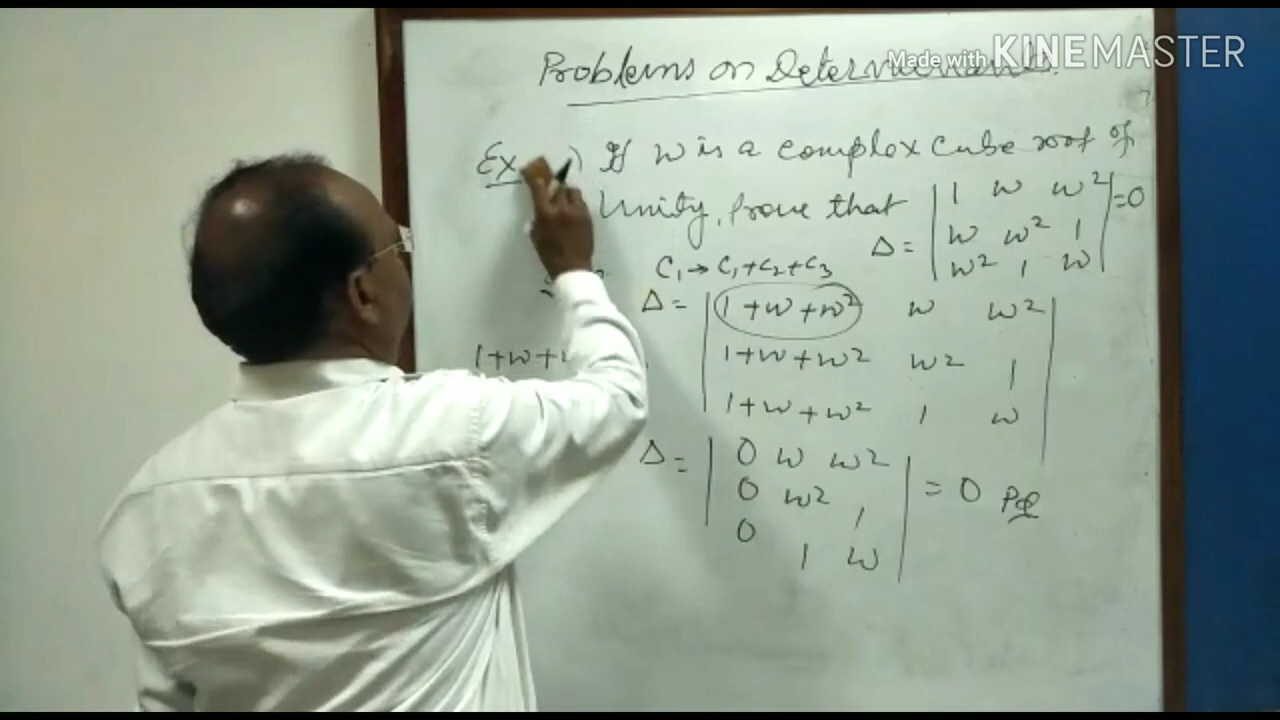 Made with KINEMASTER
Problems on Determinants.
Ex ) If w is a complex cube root of
Unity, Prove that
Δ = | 1 w w² | = 0
| w w² 1 |
| w² 1 w |
C₁ → C₁+C₂+C₃
Δ = | 1+w+w² w w² |
1+w+
| 1+w+w² w² 1 |
| 1+w+w² 1 w |
Δ = | 0 w w² |
| 0 w² 1 | = 0
| 0 1 w |